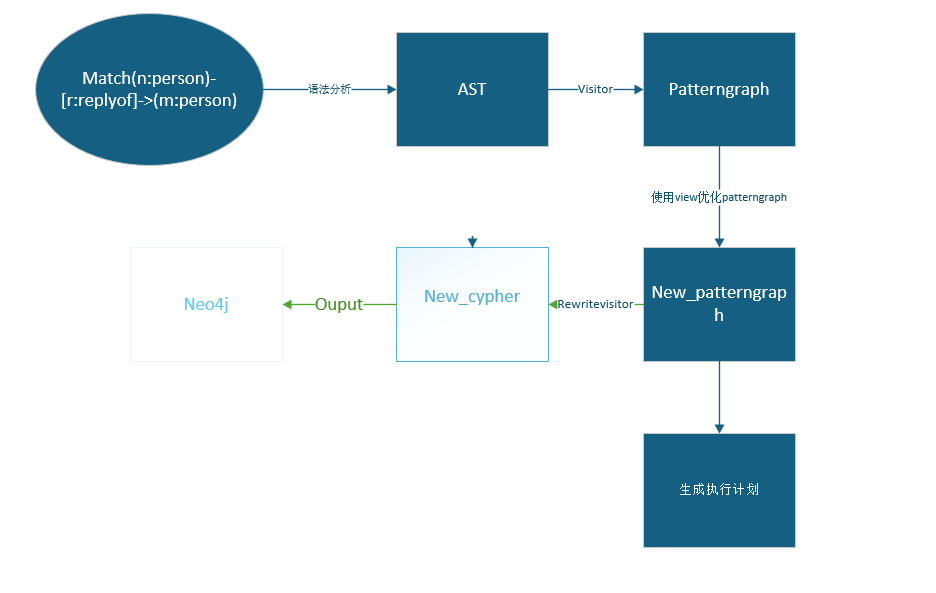 Match(n:person)-
[r:replyof]->(m:person)
语法分析
AST
Visitor
Patterngraph
使用view优化patterngraph
Neo4j
Ouput
New_cypher
Rewritevisitor
New_patterngrap
h
生成执行计划